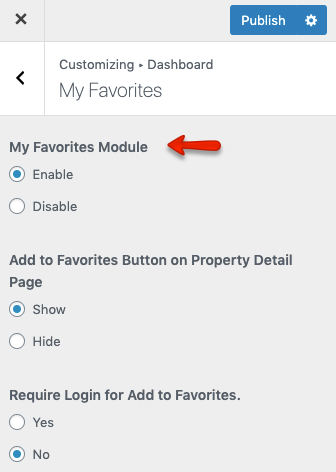 Publish
Customizing ▸ Dashboard
My Favorites
My Favorites Module
Enable
Disable
Add to Favorites Button on Property Detail
Page
Show
Hide
Require Login for Add to Favorites.
Yes
No